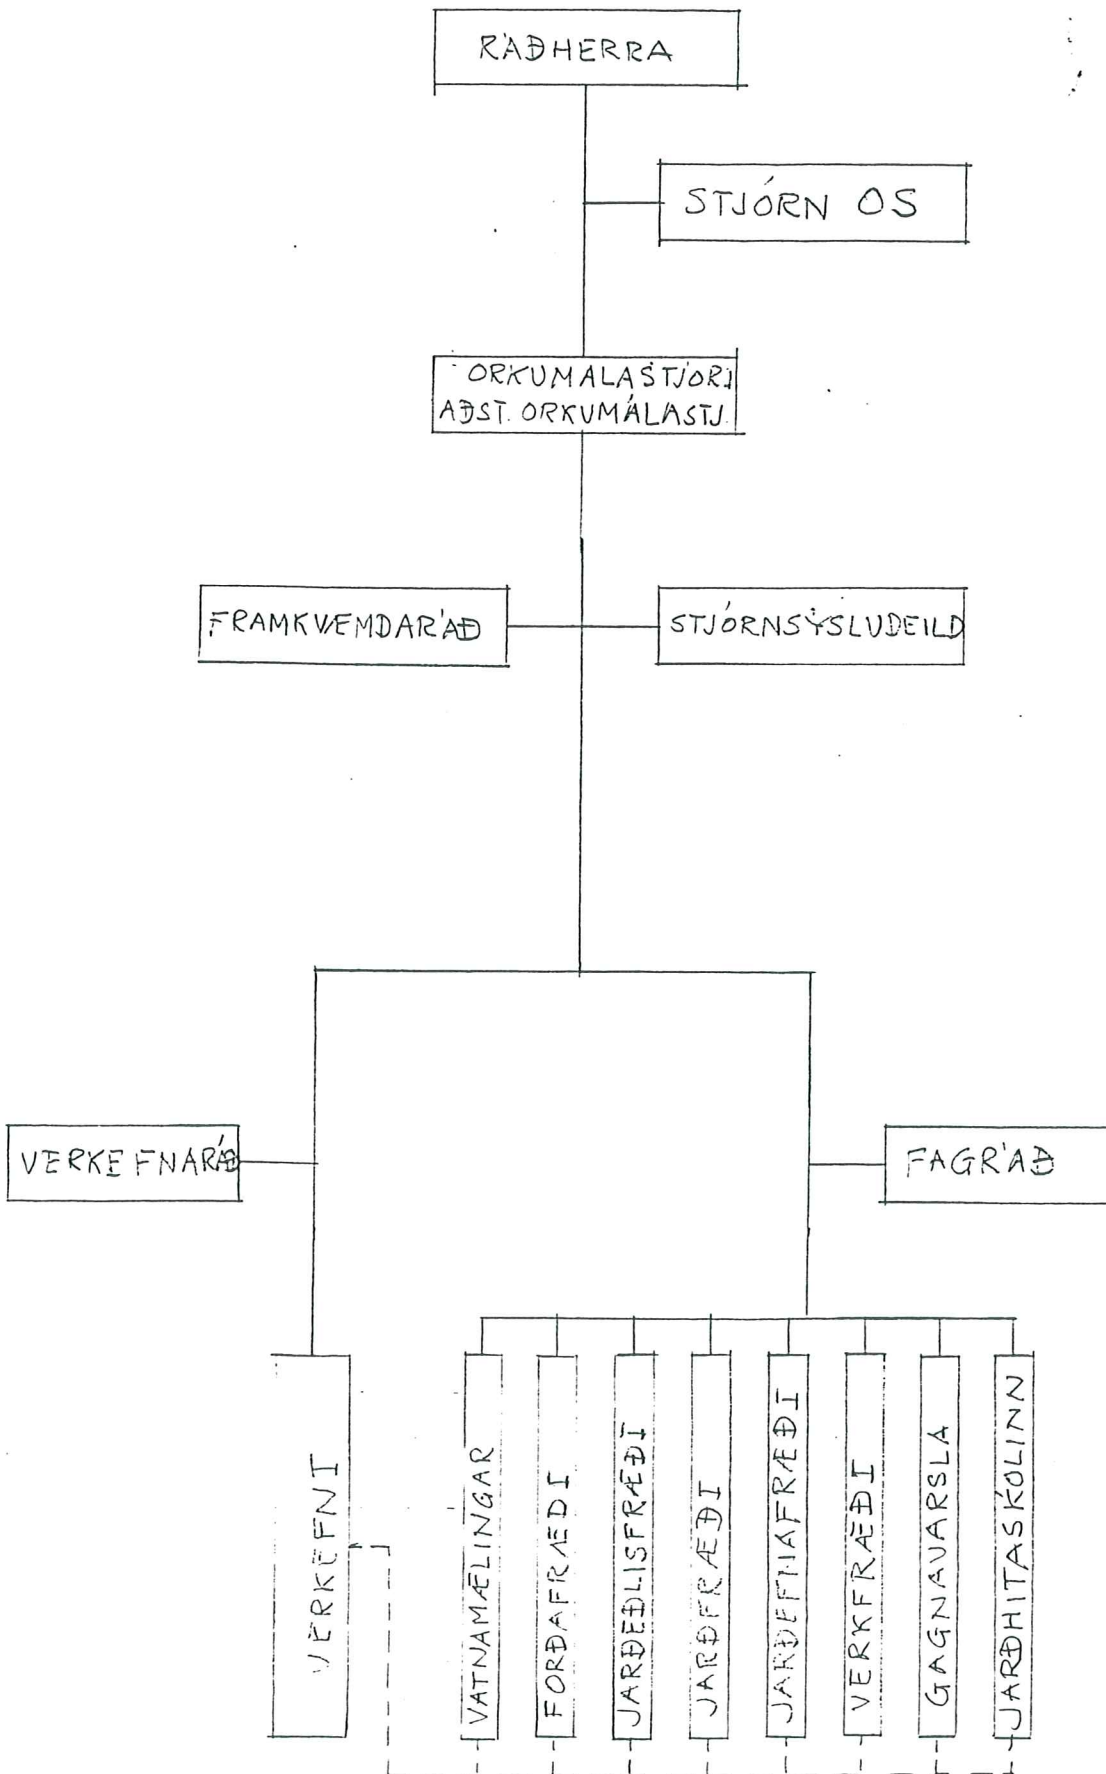 RÁÐHERRA
STJÓRN OS
ORKUMÁLASTJÓRI
AÐST. ORKUMÁLASTJ.
FRAMKVÆMDARÁÐ
STJÓRNSÝSLUDEILD
VERKEFNARÁÐ
FAGRÁÐ
VERKEFNI
VATNAMÆLINGAR
FORÐAFRÆÐI
JARÐEÐLISFRÆÐI
JARÐFRÆÐI
JARÐEFNAFRÆÐI
VERKFRÆÐI
GAGNAVARSLA
JARÐHITASKÓLINN